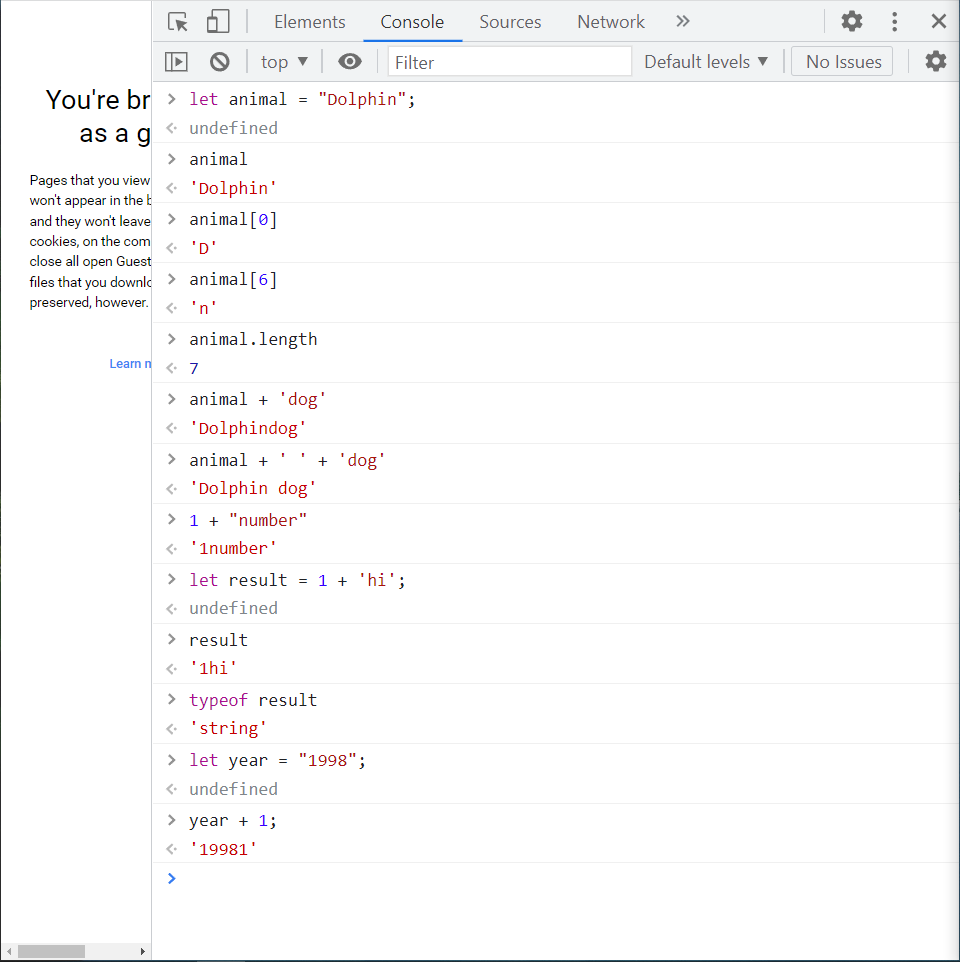 Elements Console Sources Network
top Filter Default levels No Issues
You're br
as a g
Pages that you view
won't appear in the b
and they won't leave
cookies, on the com
close all open Guest
files that you downlo
preserved, however.
Learn n
> let animal = "Dolphin";
undefined
> animal
'Dolphin'
> animal[0]
'D'
> animal[6]
'n'
> animal.length
7
> animal + 'dog'
'Dolphindog'
> animal + ' ' + 'dog'
'Dolphin dog'
> 1 + "number"
'1number'
> let result = 1 + 'hi';
undefined
> result
'1hi'
> typeof result
'string'
> let year = "1998";
undefined
> year + 1;
'19981'
>